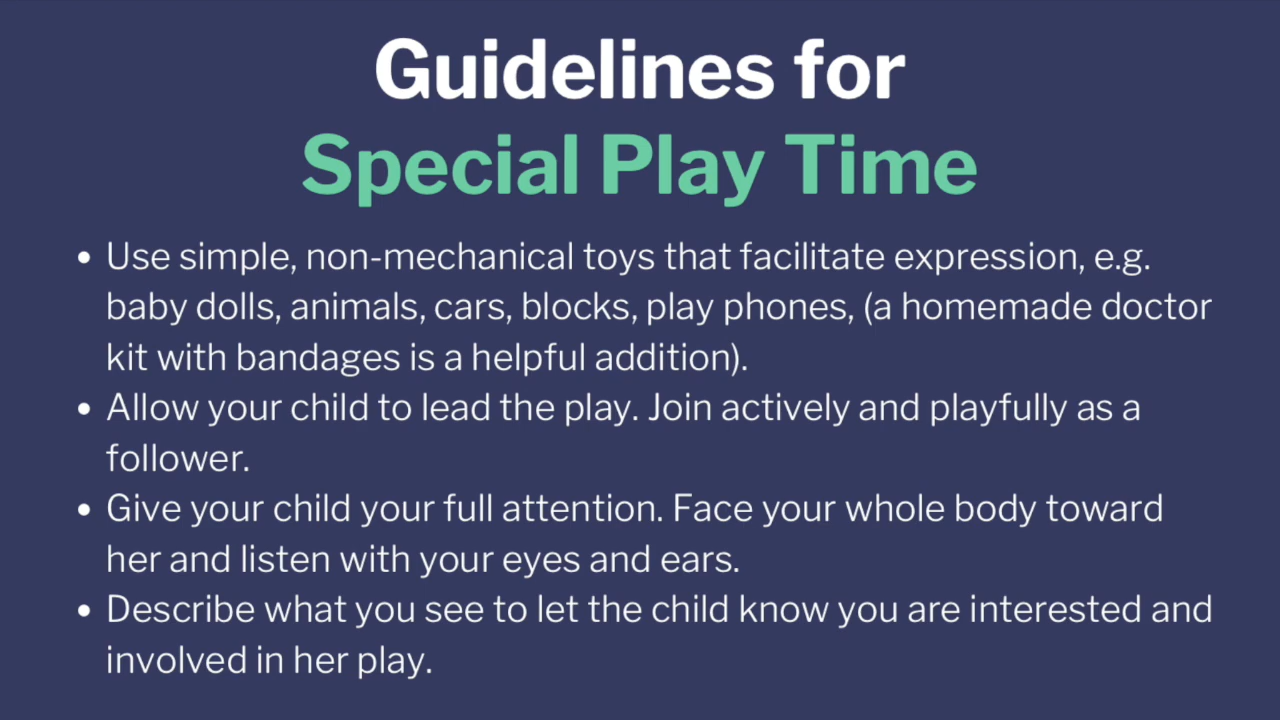 Guidelines for
Special Play Time
• Use simple, non-mechanical toys that facilitate expression, e.g.
baby dolls, animals, cars, blocks, play phones, (a homemade doctor
kit with bandages is a helpful addition).
• Allow your child to lead the play. Join actively and playfully as a
follower.
• Give your child your full attention. Face your whole body toward
her and listen with your eyes and ears.
• Describe what you see to let the child know you are interested and
involved in her play.